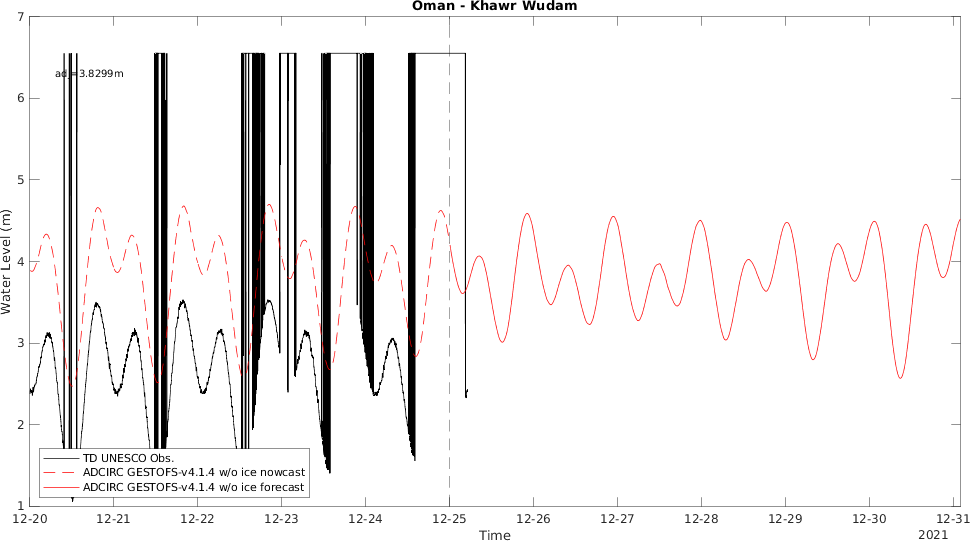 Oman - Khawr Wudam
7
6
5
4
3
2
1
Water Level (m)
adj=3.8299m
TD UNESCO Obs.
ADCIRC GESTOFS-v4.1.4 w/o ice nowcast
ADCIRC GESTOFS-v4.1.4 w/o ice forecast
12-20 12-21 12-22 12-23 12-24 12-25 12-26 12-27 12-28 12-29 12-30 12-31
Time
2021